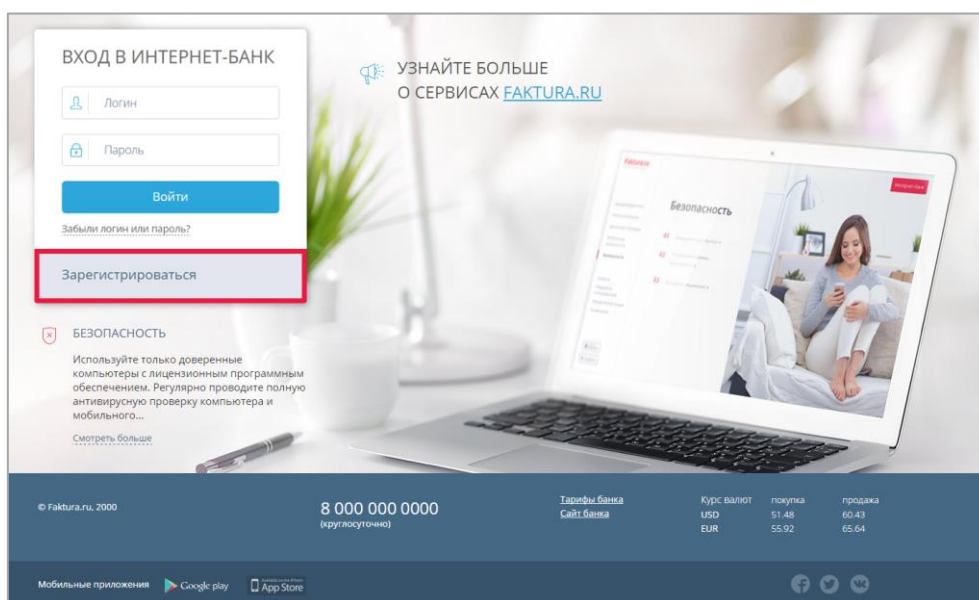 ВХОД В ИНТЕРНЕТ-БАНК
Логин
Пароль
Войти
Забыли логин или пароль?
Зарегистрироваться
УЗНАЙТЕ БОЛЬШЕ
О СЕРВИСАХ FAKTURA.RU
Безопасность
01
02
03
БЕЗОПАСНОСТЬ
Используйте только доверенные
компьютеры с лицензионным программным
обеспечением. Регулярно проводите полную
антивирусную проверку компьютера и
мобильного...
Смотреть больше
© Faktura.ru, 2000
8 000 000 0000
(круглосуточно)
Тарифы банка
Сайт банка
Курс валют покупка продажа
USD 51.48 60.43
EUR 55.92 65.64
Мобильные приложения
Google play
App Store